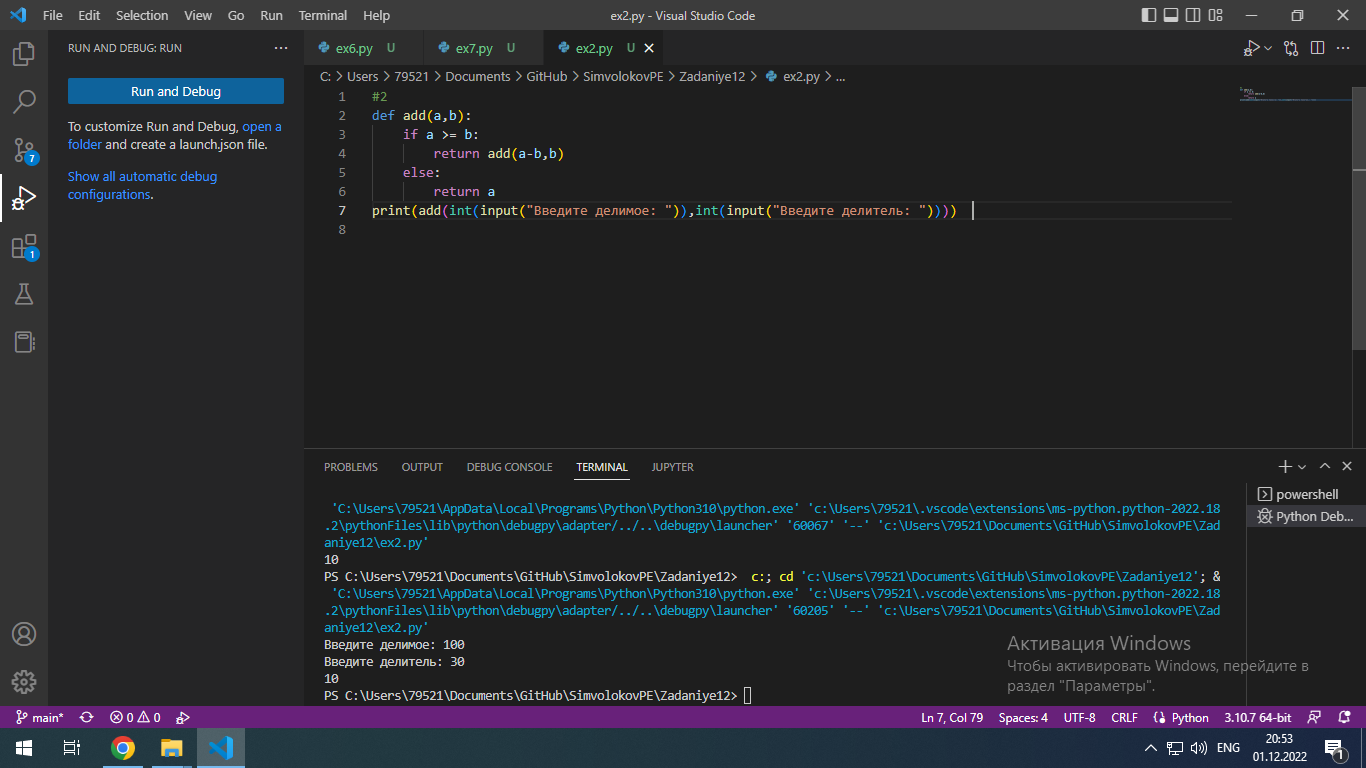 File Edit Selection View Go Run Terminal Help ex2.py - Visual Studio Code
RUN AND DEBUG: RUN ···
ex6.py U ex7.py U ex2.py U
C: > Users > 79521 > Documents > GitHub > SimvolokovPE > Zadaniye12 > ex2.py > ...
Run and Debug
To customize Run and Debug, open a
folder and create a launch.json file.
Show all automatic debug
configurations.
7
1
1 #2
2 def add(a,b):
3 if a >= b:
4 return add(a-b,b)
5 else:
6 return a
7 print(add(int(input("Введите делимое: ")),int(input("Введите делитель: "))))
8
PROBLEMS OUTPUT DEBUG CONSOLE TERMINAL JUPYTER
powershell
Python Deb...
'C:\Users\79521\AppData\Local\Programs\Python\Python310\python.exe' 'c:\Users\79521\.vscode\extensions\ms-python.python-2022.18
.2\pythonFiles\lib\python\debugpy\adapter/../..\debugpy\launcher' '60067' '--' 'c:\Users\79521\Documents\GitHub\SimvolokovPE\Zad
aniye12\ex2.py'
10
PS C:\Users\79521\Documents\GitHub\SimvolokovPE\Zadaniye12> c:; cd 'c:\Users\79521\Documents\GitHub\SimvolokovPE\Zadaniye12'; &
'C:\Users\79521\AppData\Local\Programs\Python\Python310\python.exe' 'c:\Users\79521\.vscode\extensions\ms-python.python-2022.18
.2\pythonFiles\lib\python\debugpy\adapter/../..\debugpy\launcher' '60205' '--' 'c:\Users\79521\Documents\GitHub\SimvolokovPE\Zad
aniye12\ex2.py'
Введите делимое: 100
Введите делитель: 30
10
PS C:\Users\79521\Documents\GitHub\SimvolokovPE\Zadaniye12>
Активация Windows
Чтобы активировать Windows, перейдите в
раздел "Параметры".
main* 0 0 Ln 7, Col 79 Spaces: 4 UTF-8 CRLF Python 3.10.7 64-bit
ENG 20:53
01.12.2022
1